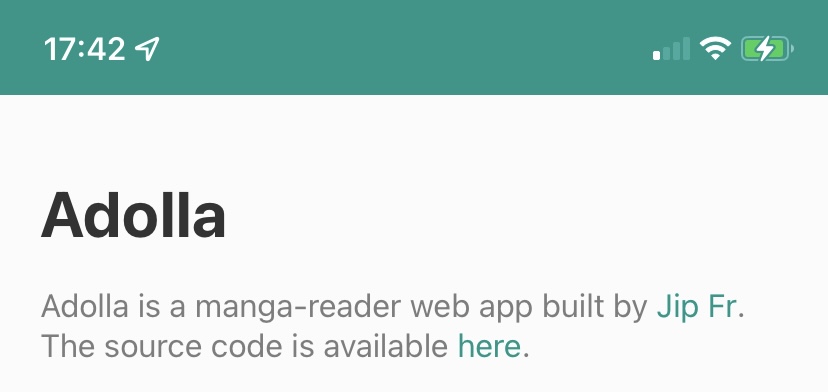 17:42
Adolla
Adolla is a manga-reader web app built by Jip Fr.
The source code is available here.